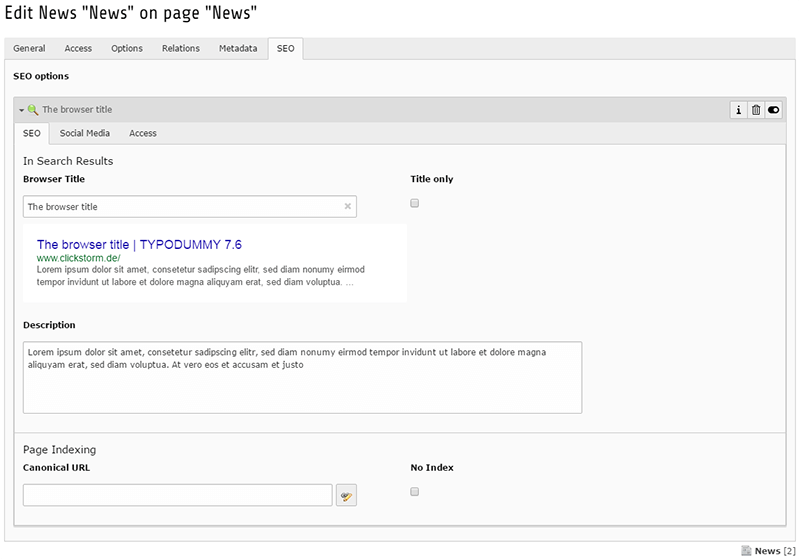 Edit News "News" on page "News"
General Access Options Relations Metadata SEO
SEO options
The browser title
SEO Social Media Access
In Search Results
Browser Title Title only
The browser title
The browser title | TYPODUMMY 7.6
www.clickstorm.de/
Lorem ipsum dolor sit amet, consetetur sadipscing elitr, sed diam nonumy eirmod
tempor invidunt ut labore et dolore magna aliquyam erat, sed diam voluptua. ...
Description
Lorem ipsum dolor sit amet, consetetur sadipscing elitr, sed diam nonumy eirmod tempor invidunt ut labore et dolore magna
aliquyam erat, sed diam voluptua. At vero eos et accusam et justo
Page Indexing
Canonical URL No Index
News [2]